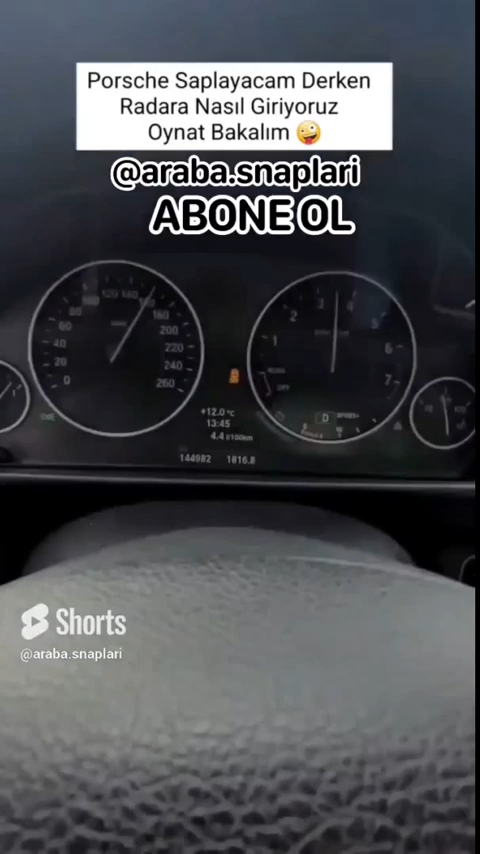 Porsche Saplayacam Derken
Radara Nasıl Giriyoruz
Oynat Bakalım 🤪
@araba.snaplari
ABONE OL
0
20
40
60
80
100
120 140
160
180
200
220
240
260
1
2
3
4
5
6
7
OFF
D SPORT+
+12.0 °C
13:45
4.4 l/100km
144982 1816.8
Shorts
@araba.snaplari